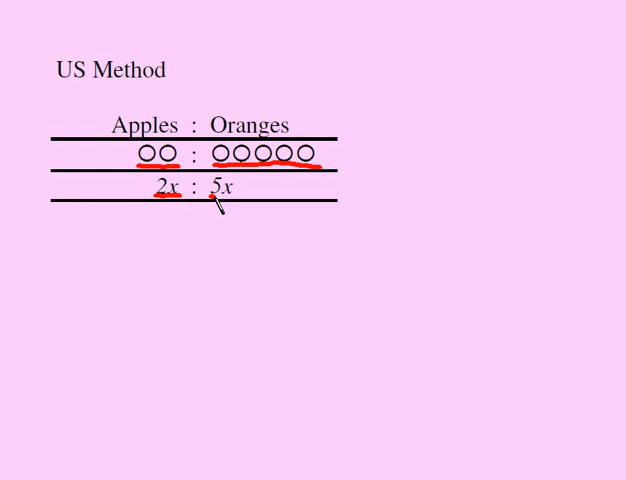 US Method
Apples : Oranges
○○ : ○○○○○
2x : 5x